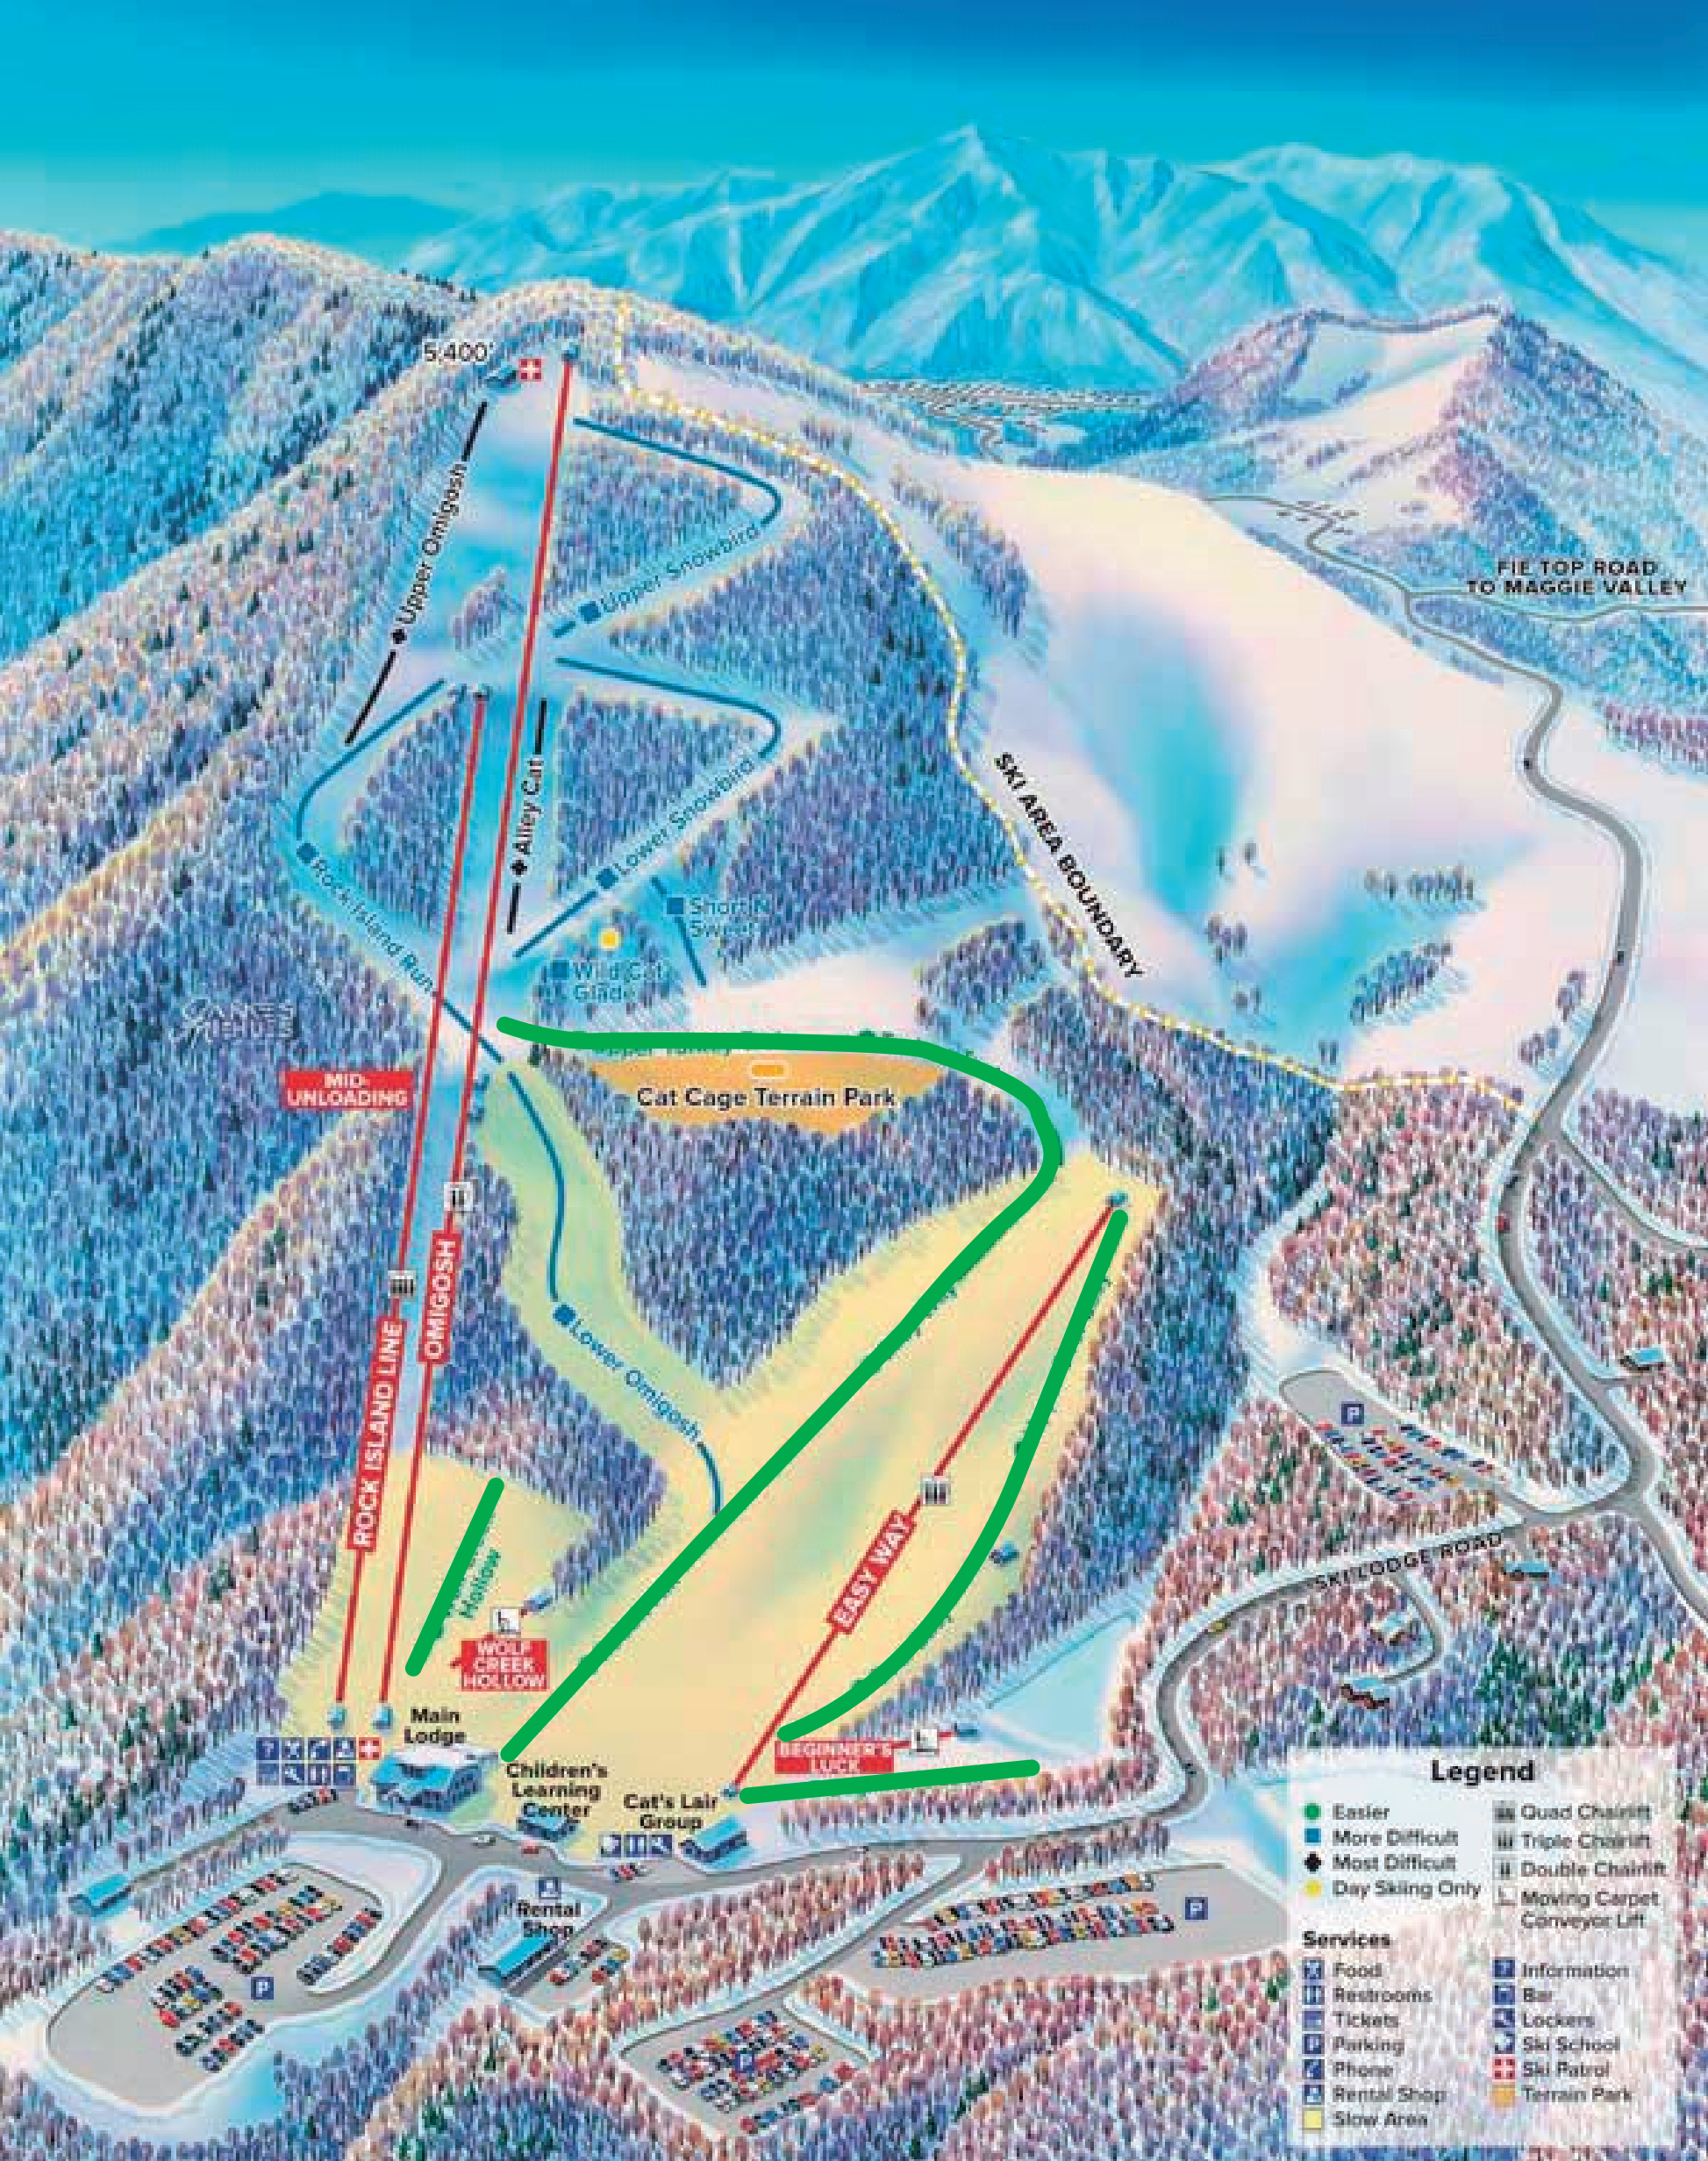 5,400'
Upper Omigosh
Upper Snowbird
FIE TOP ROAD
TO MAGGIE VALLEY
SKI AREA BOUNDARY
Alley Cat
Lower Snowbird
Rock Island Run
Short N
Sweet
Wild Cat
Glade
MID-
UNLOADING
Upper
Cat Cage Terrain Park
OMIGOSH
ROCK ISLAND LINE
Lower Omigosh
P
EASY WAY
SKI LODGE ROAD
Hollow
WOLF
CREEK
HOLLOW
Main
Lodge
BEGINNER'S
LUCK
Children's
Learning
Center
Cat's Lair
Group
Rental
Shop
P
P
P
Legend
Easier
More Difficult
Most Difficult
Day Skiing Only
Quad Chairlift
Triple Chairlift
Double Chairlift
Moving Carpet
Conveyor Lift
Services
Food
Restrooms
Tickets
Parking
Phone
Rental Shop
Slow Area
Information
Bar
Lockers
Ski School
Ski Patrol
Terrain Park